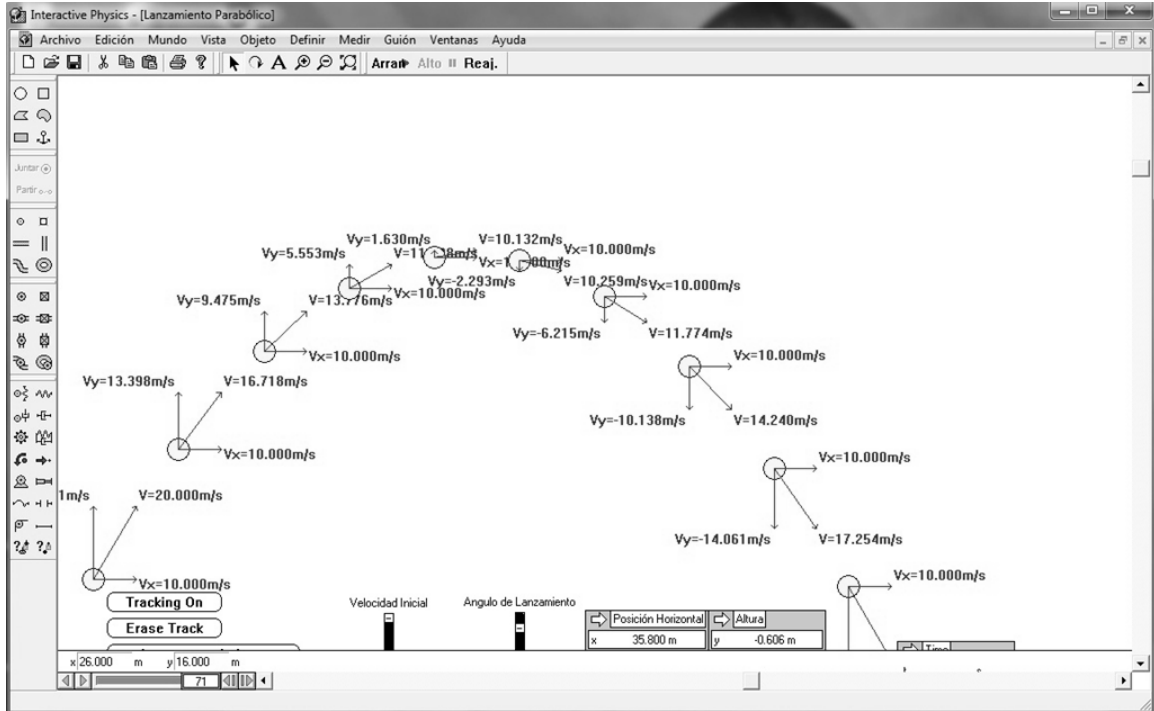 Interactive Physics - [Lanzamiento Parabólico]
Archivo Edición Mundo Vista Objeto Definir Medir Guión Ventanas Ayuda
A Arran Alto Reaj.
Juntar
Partir
Vy=1.630m/s V=10.132m/s
Vy=5.553m/s Vx=10.000m/s
Vy=-2.293m/s V=10.259m/s Vx=10.000m/s
Vy=9.475m/s Vx=10.000m/s
Vy=-6.215m/s V=11.774m/s
Vx=10.000m/s Vx=10.000m/s
Vy=13.398m/s V=16.718m/s
Vy=-10.138m/s V=14.240m/s
Vx=10.000m/s Vx=10.000m/s
1m/s V=20.000m/s
Vy=-14.061m/s V=17.254m/s
Vx=10.000m/s Vx=10.000m/s
Tracking On Velocidad Inicial Angulo de Lanzamiento Posición Horizontal Altura
Erase Track x 35.800 m y -0.606 m
x 26.000 m y 16.000 m
71